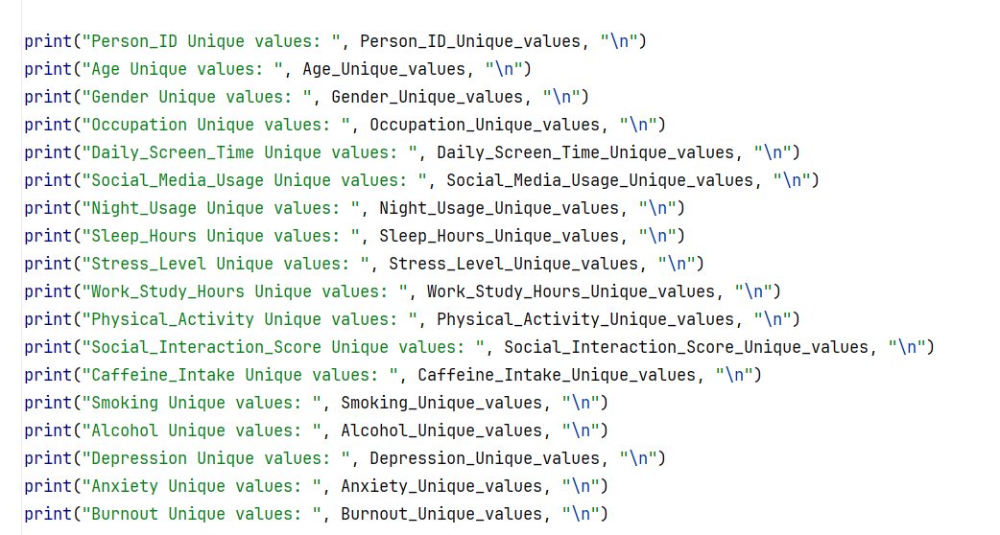 print("Person_ID Unique values: ", Person_ID_Unique_values, "\n")
print("Age Unique values: ", Age_Unique_values, "\n")
print("Gender Unique values: ", Gender_Unique_values, "\n")
print("Occupation Unique values: ", Occupation_Unique_values, "\n")
print("Daily_Screen_Time Unique values: ", Daily_Screen_Time_Unique_values, "\n")
print("Social_Media_Usage Unique values: ", Social_Media_Usage_Unique_values, "\n")
print("Night_Usage Unique values: ", Night_Usage_Unique_values, "\n")
print("Sleep_Hours Unique values: ", Sleep_Hours_Unique_values, "\n")
print("Stress_Level Unique values: ", Stress_Level_Unique_values, "\n")
print("Work_Study_Hours Unique values: ", Work_Study_Hours_Unique_values, "\n")
print("Physical_Activity Unique values: ", Physical_Activity_Unique_values, "\n")
print("Social_Interaction_Score Unique values: ", Social_Interaction_Score_Unique_values, "\n")
print("Caffeine_Intake Unique values: ", Caffeine_Intake_Unique_values, "\n")
print("Smoking Unique values: ", Smoking_Unique_values, "\n")
print("Alcohol Unique values: ", Alcohol_Unique_values, "\n")
print("Depression Unique values: ", Depression_Unique_values, "\n")
print("Anxiety Unique values: ", Anxiety_Unique_values, "\n")
print("Burnout Unique values: ", Burnout_Unique_values, "\n")